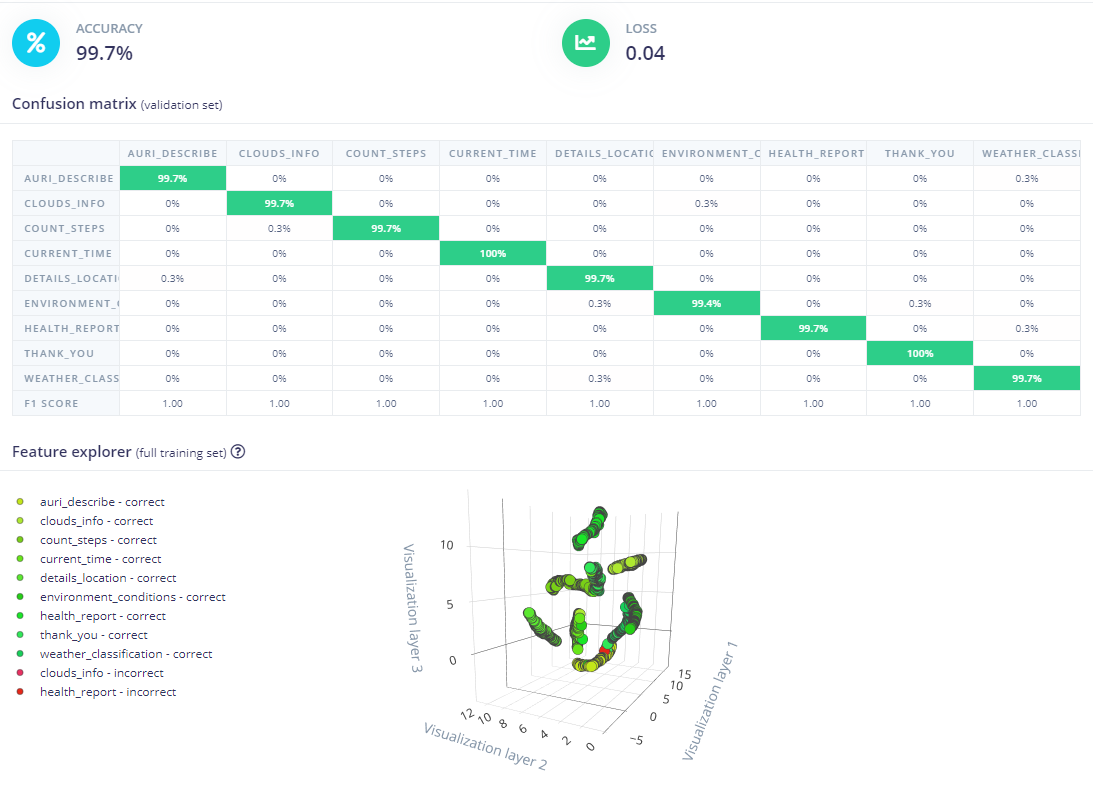 ACCURACY
99.7%
LOSS
0.04
Confusion matrix (validation set)
AURI_DESCRIBE CLOUDS_INFO COUNT_STEPS CURRENT_TIME DETAILS_LOCATIC ENVIRONMENT_C HEALTH_REPORT THANK_YOU WEATHER_CLASSI
AURI_DESCRIBE 99.7% 0% 0% 0% 0% 0% 0% 0% 0.3%
CLOUDS_INFO 0% 99.7% 0% 0% 0% 0.3% 0% 0% 0%
COUNT_STEPS 0% 0.3% 99.7% 0% 0% 0% 0% 0% 0%
CURRENT_TIME 0% 0% 0% 100% 0% 0% 0% 0% 0%
DETAILS_LOCATI 0.3% 0% 0% 0% 99.7% 0% 0% 0% 0%
ENVIRONMENT_C 0% 0% 0% 0% 0.3% 99.4% 0% 0.3% 0%
HEALTH_REPORT 0% 0% 0% 0% 0% 0% 99.7% 0% 0.3%
THANK_YOU 0% 0% 0% 0% 0% 0% 0% 100% 0%
WEATHER_CLASS 0% 0% 0% 0% 0.3% 0% 0% 0% 99.7%
F1 SCORE 1.00 1.00 1.00 1.00 1.00 1.00 1.00 1.00 1.00
Feature explorer (full training set) ?
auri_describe - correct
clouds_info - correct
count_steps - correct
current_time - correct
details_location - correct
environment_conditions - correct
health_report - correct
thank_you - correct
weather_classification - correct
clouds_info - incorrect
health_report - incorrect
Visualization layer 3
10
5
0
Visualization layer 2
12 10 8 6 4 2 0
Visualization layer 1
15
10
5
0
−5